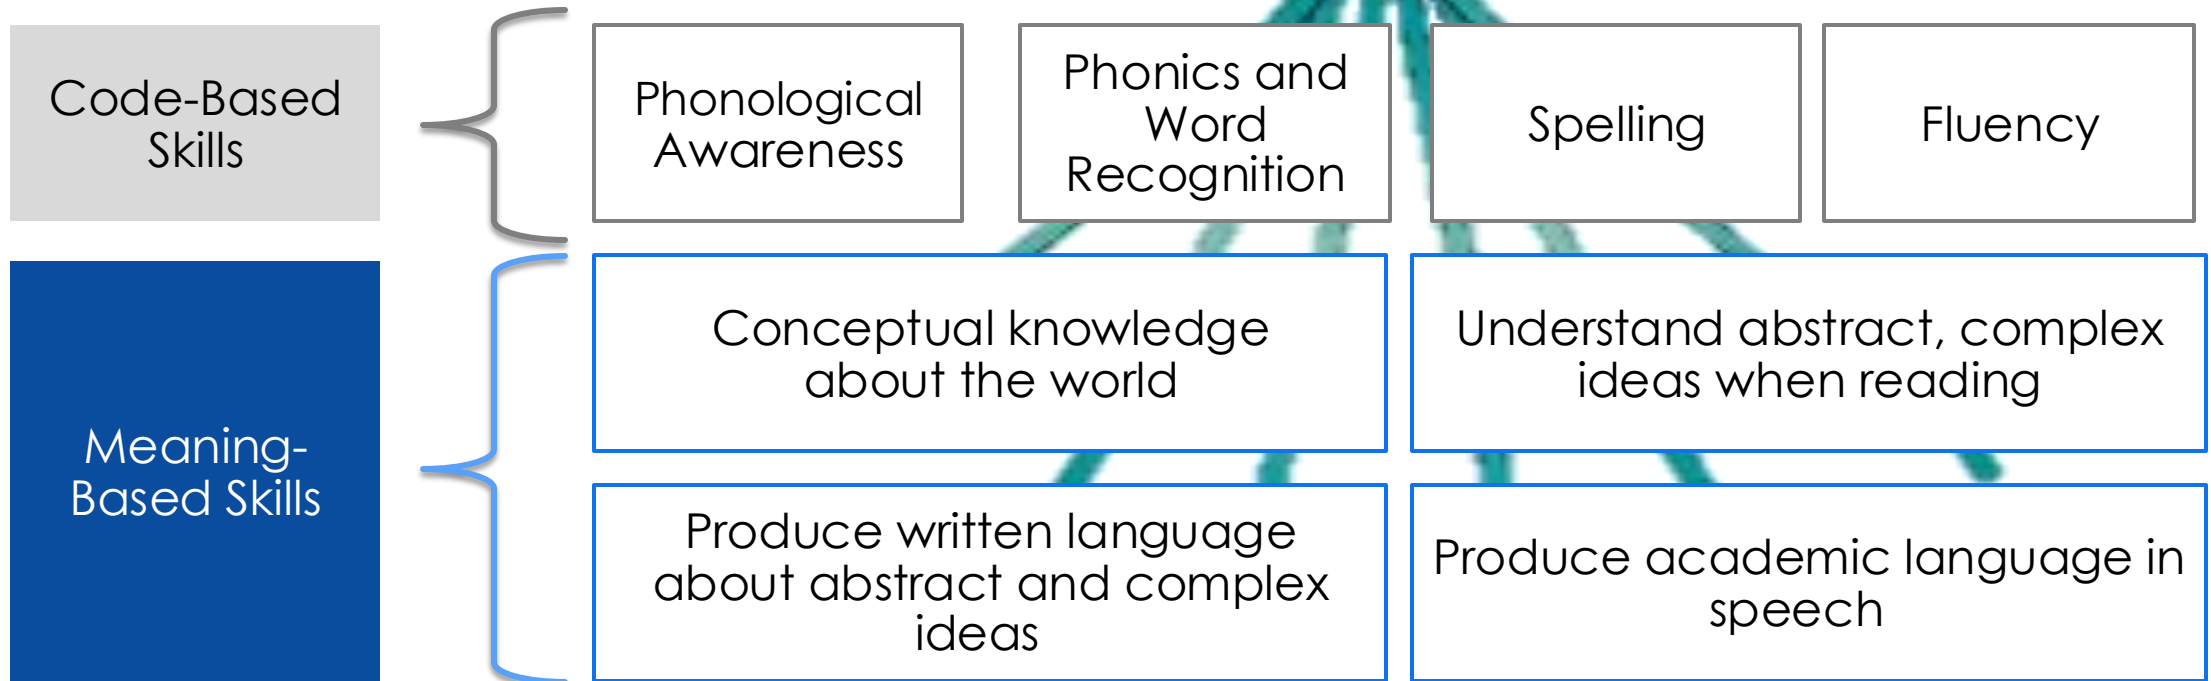 Code-Based
Skills
Phonological
Awareness
Phonics and
Word
Recognition
Spelling
Fluency
Meaning-
Based Skills
Conceptual knowledge
about the world
Understand abstract, complex
ideas when reading
Produce written language
about abstract and complex
ideas
Produce academic language in
speech